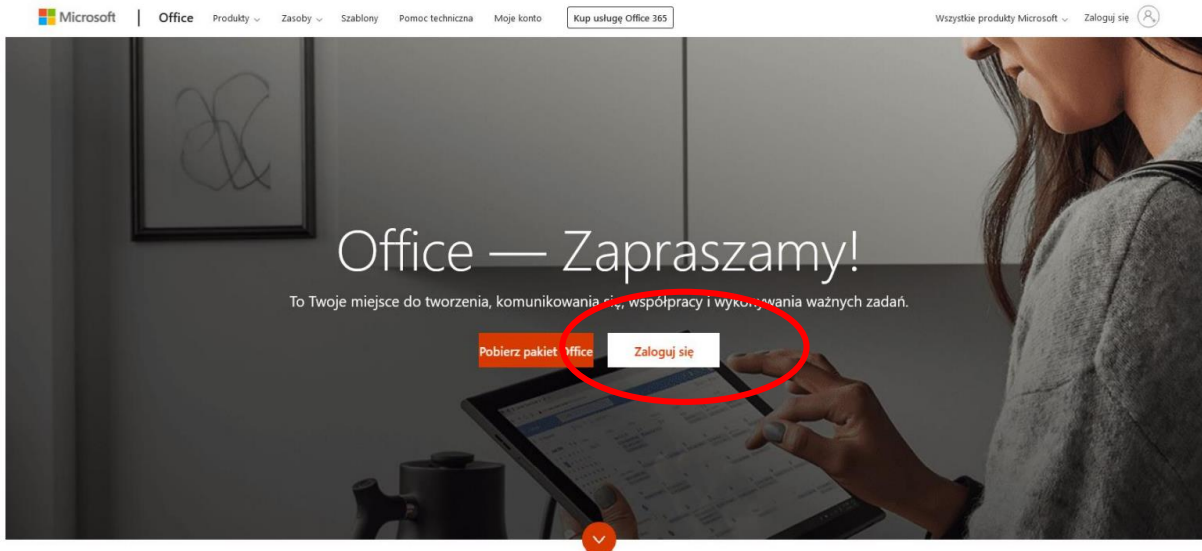 Microsoft Office Produkty Zasoby Szablony Pomoc techniczna Moje konto Kup usługę Office 365 Wszystkie produkty Microsoft Zaloguj się
Office — Zapraszamy!
To Twoje miejsce do tworzenia, komunikowania się, współpracy i wykonywania ważnych zadań.
Pobierz pakiet Office Zaloguj się